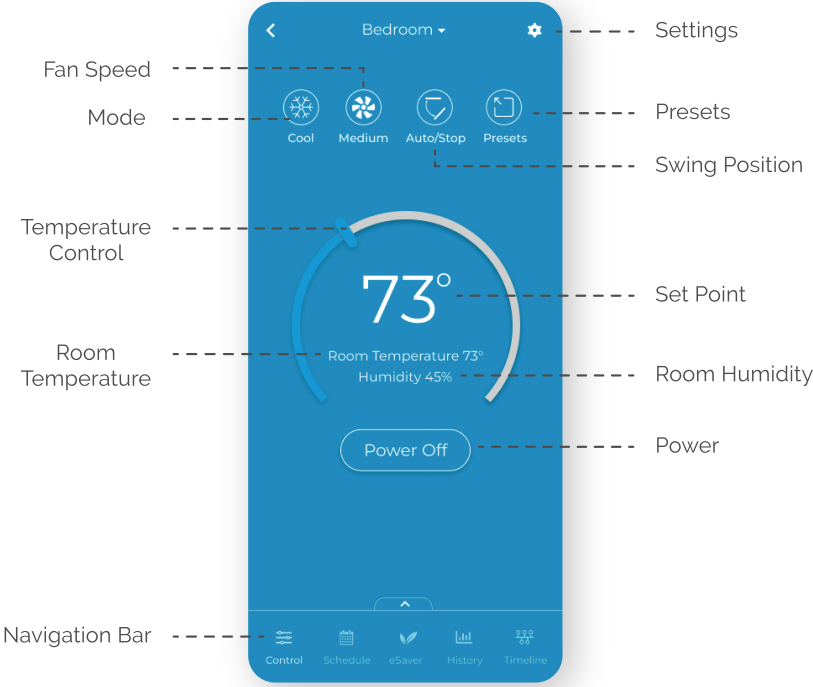 Bedroom
Settings
Fan Speed
Mode
Presets
Cool
Medium
Auto/Stop
Presets
Swing Position
Temperature
Control
73°
Set Point
Room
Temperature
Room Temperature 73°
Humidity 45%
Room Humidity
Power Off
Power
Navigation Bar
Control
Schedule
eSaver
History
Timeline